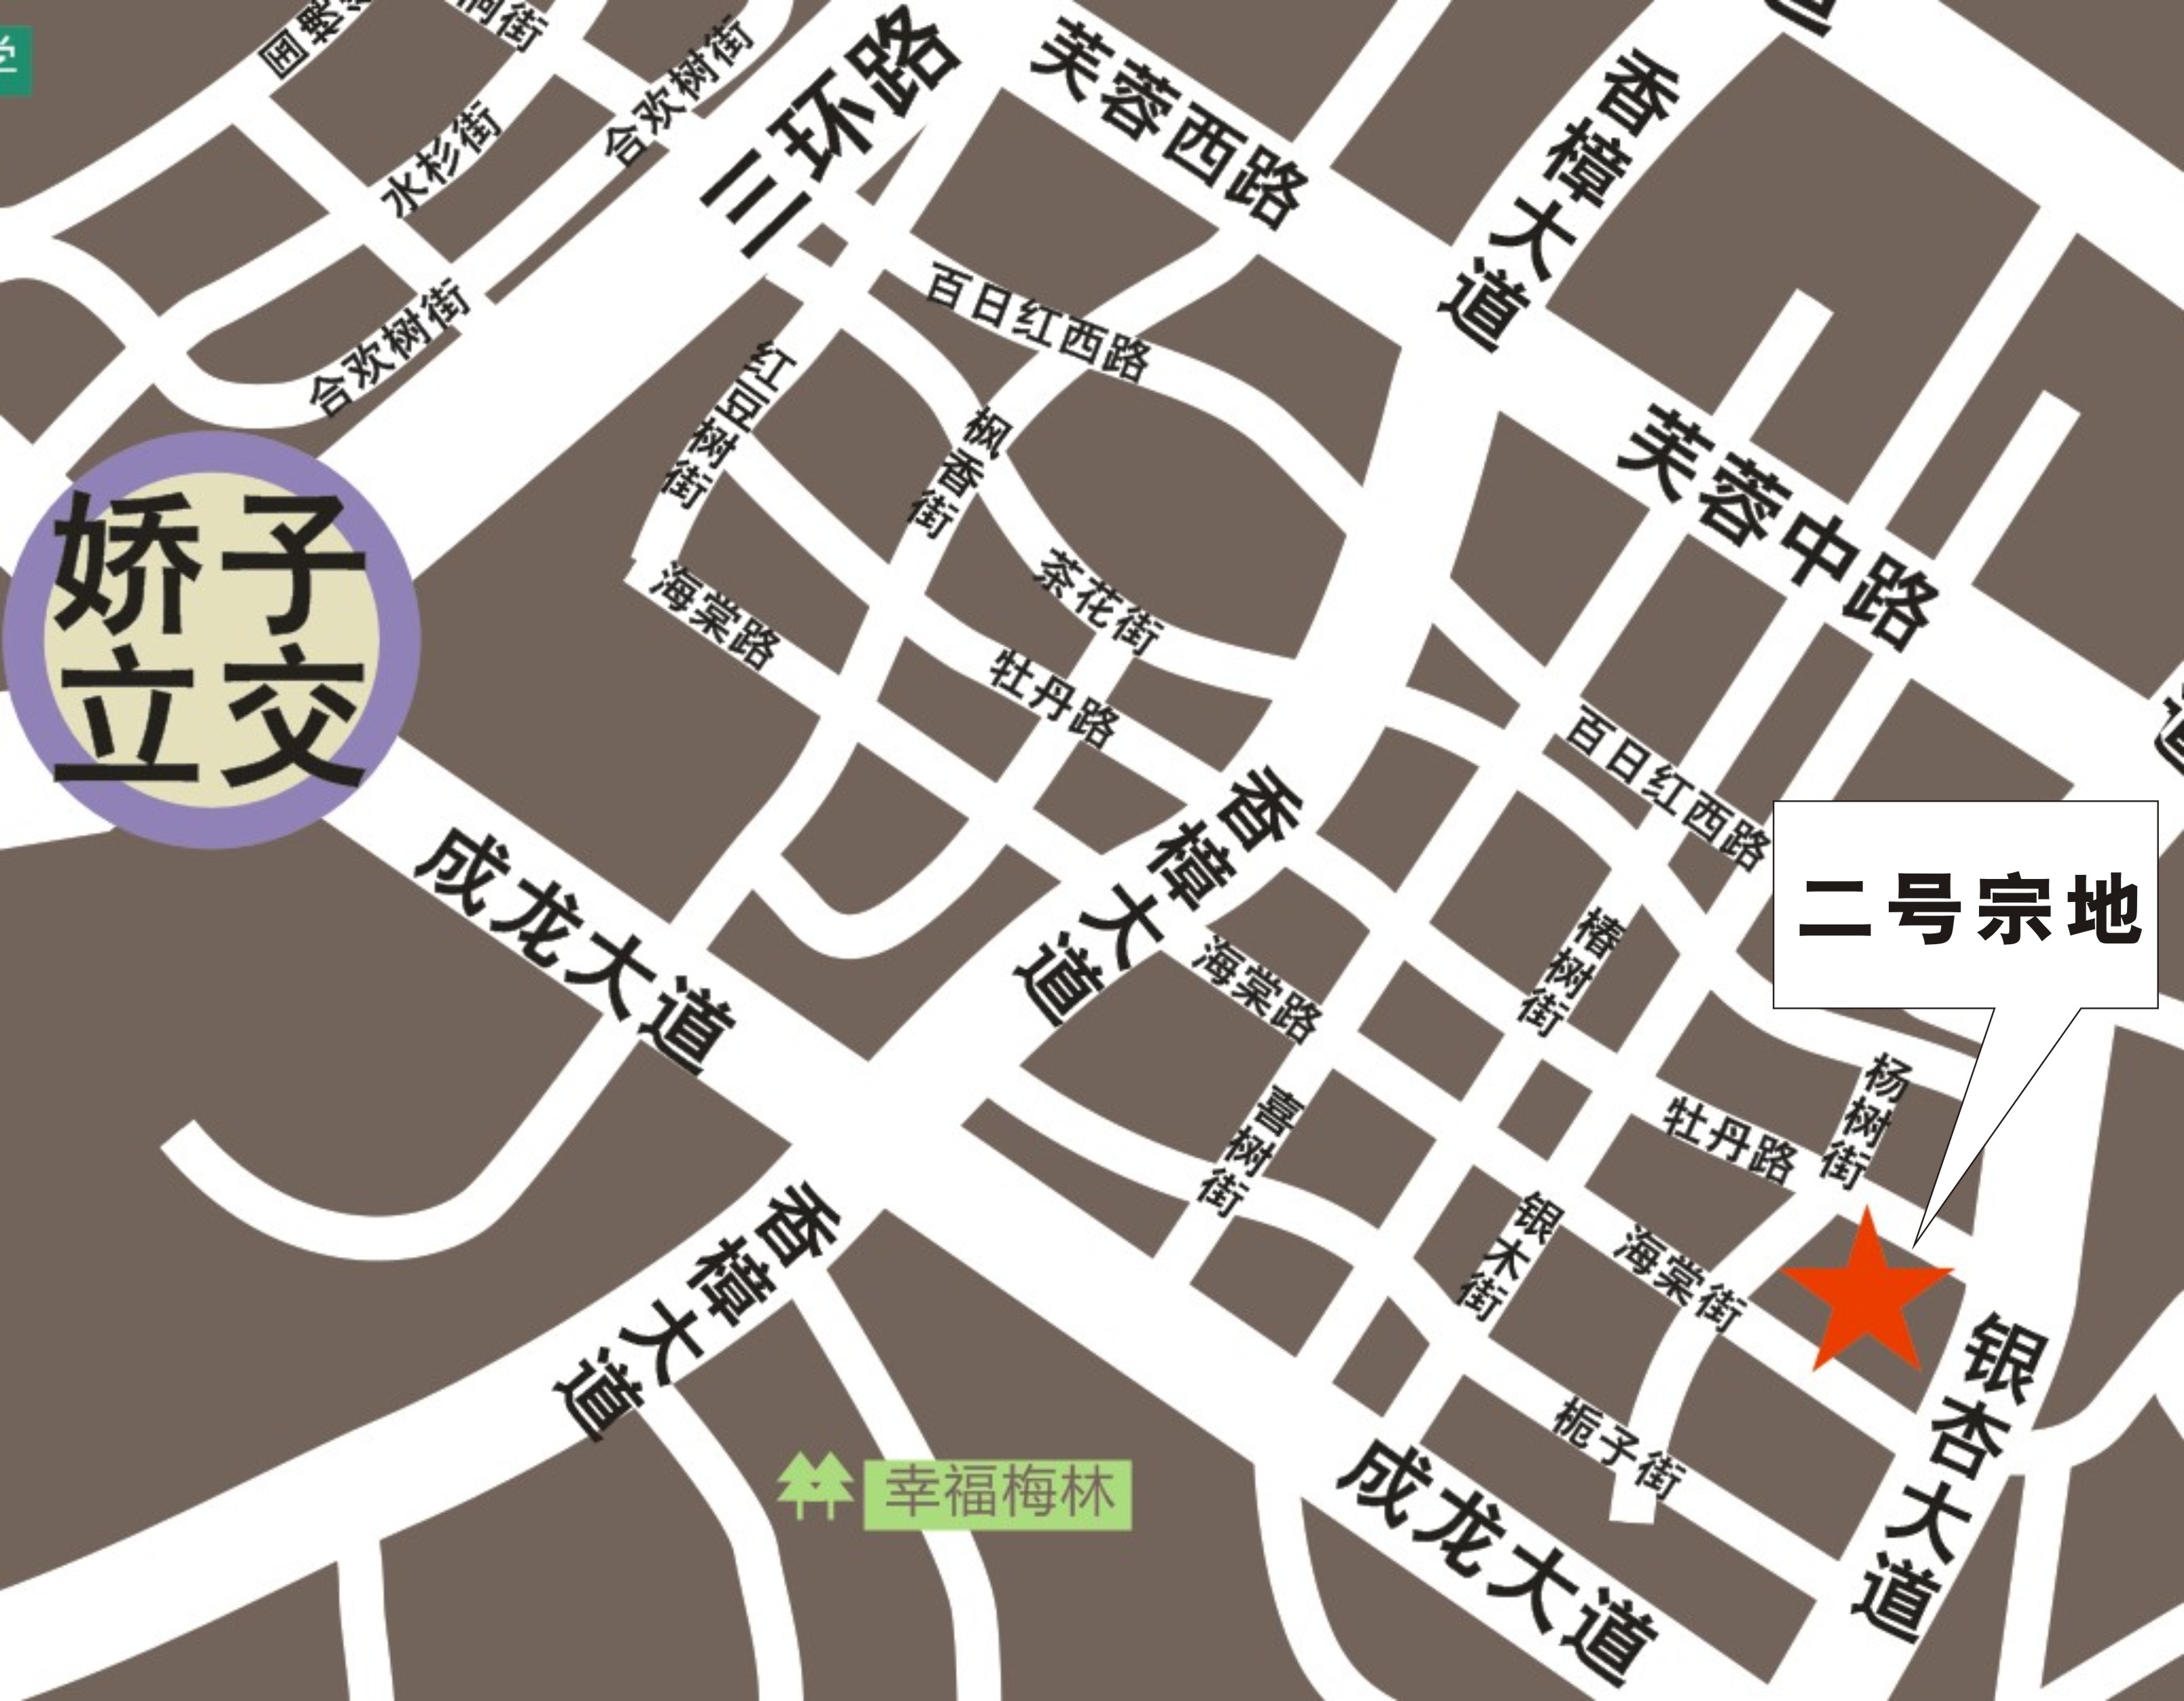 合欢树街
水杉街
三环路
芙蓉西路
香樟大道
百日红西路
合欢树街
红豆树街
枫香街
芙蓉中路
娇子
立交
海棠路
茶花街
牡丹路
百日红西路
香樟大道
成龙大道
二号宗地
椿树街
海棠路
杨树街
喜树街
牡丹路
香樟大道
银木街
海棠街
银杏大道
栀子街
幸福梅林
成龙大道